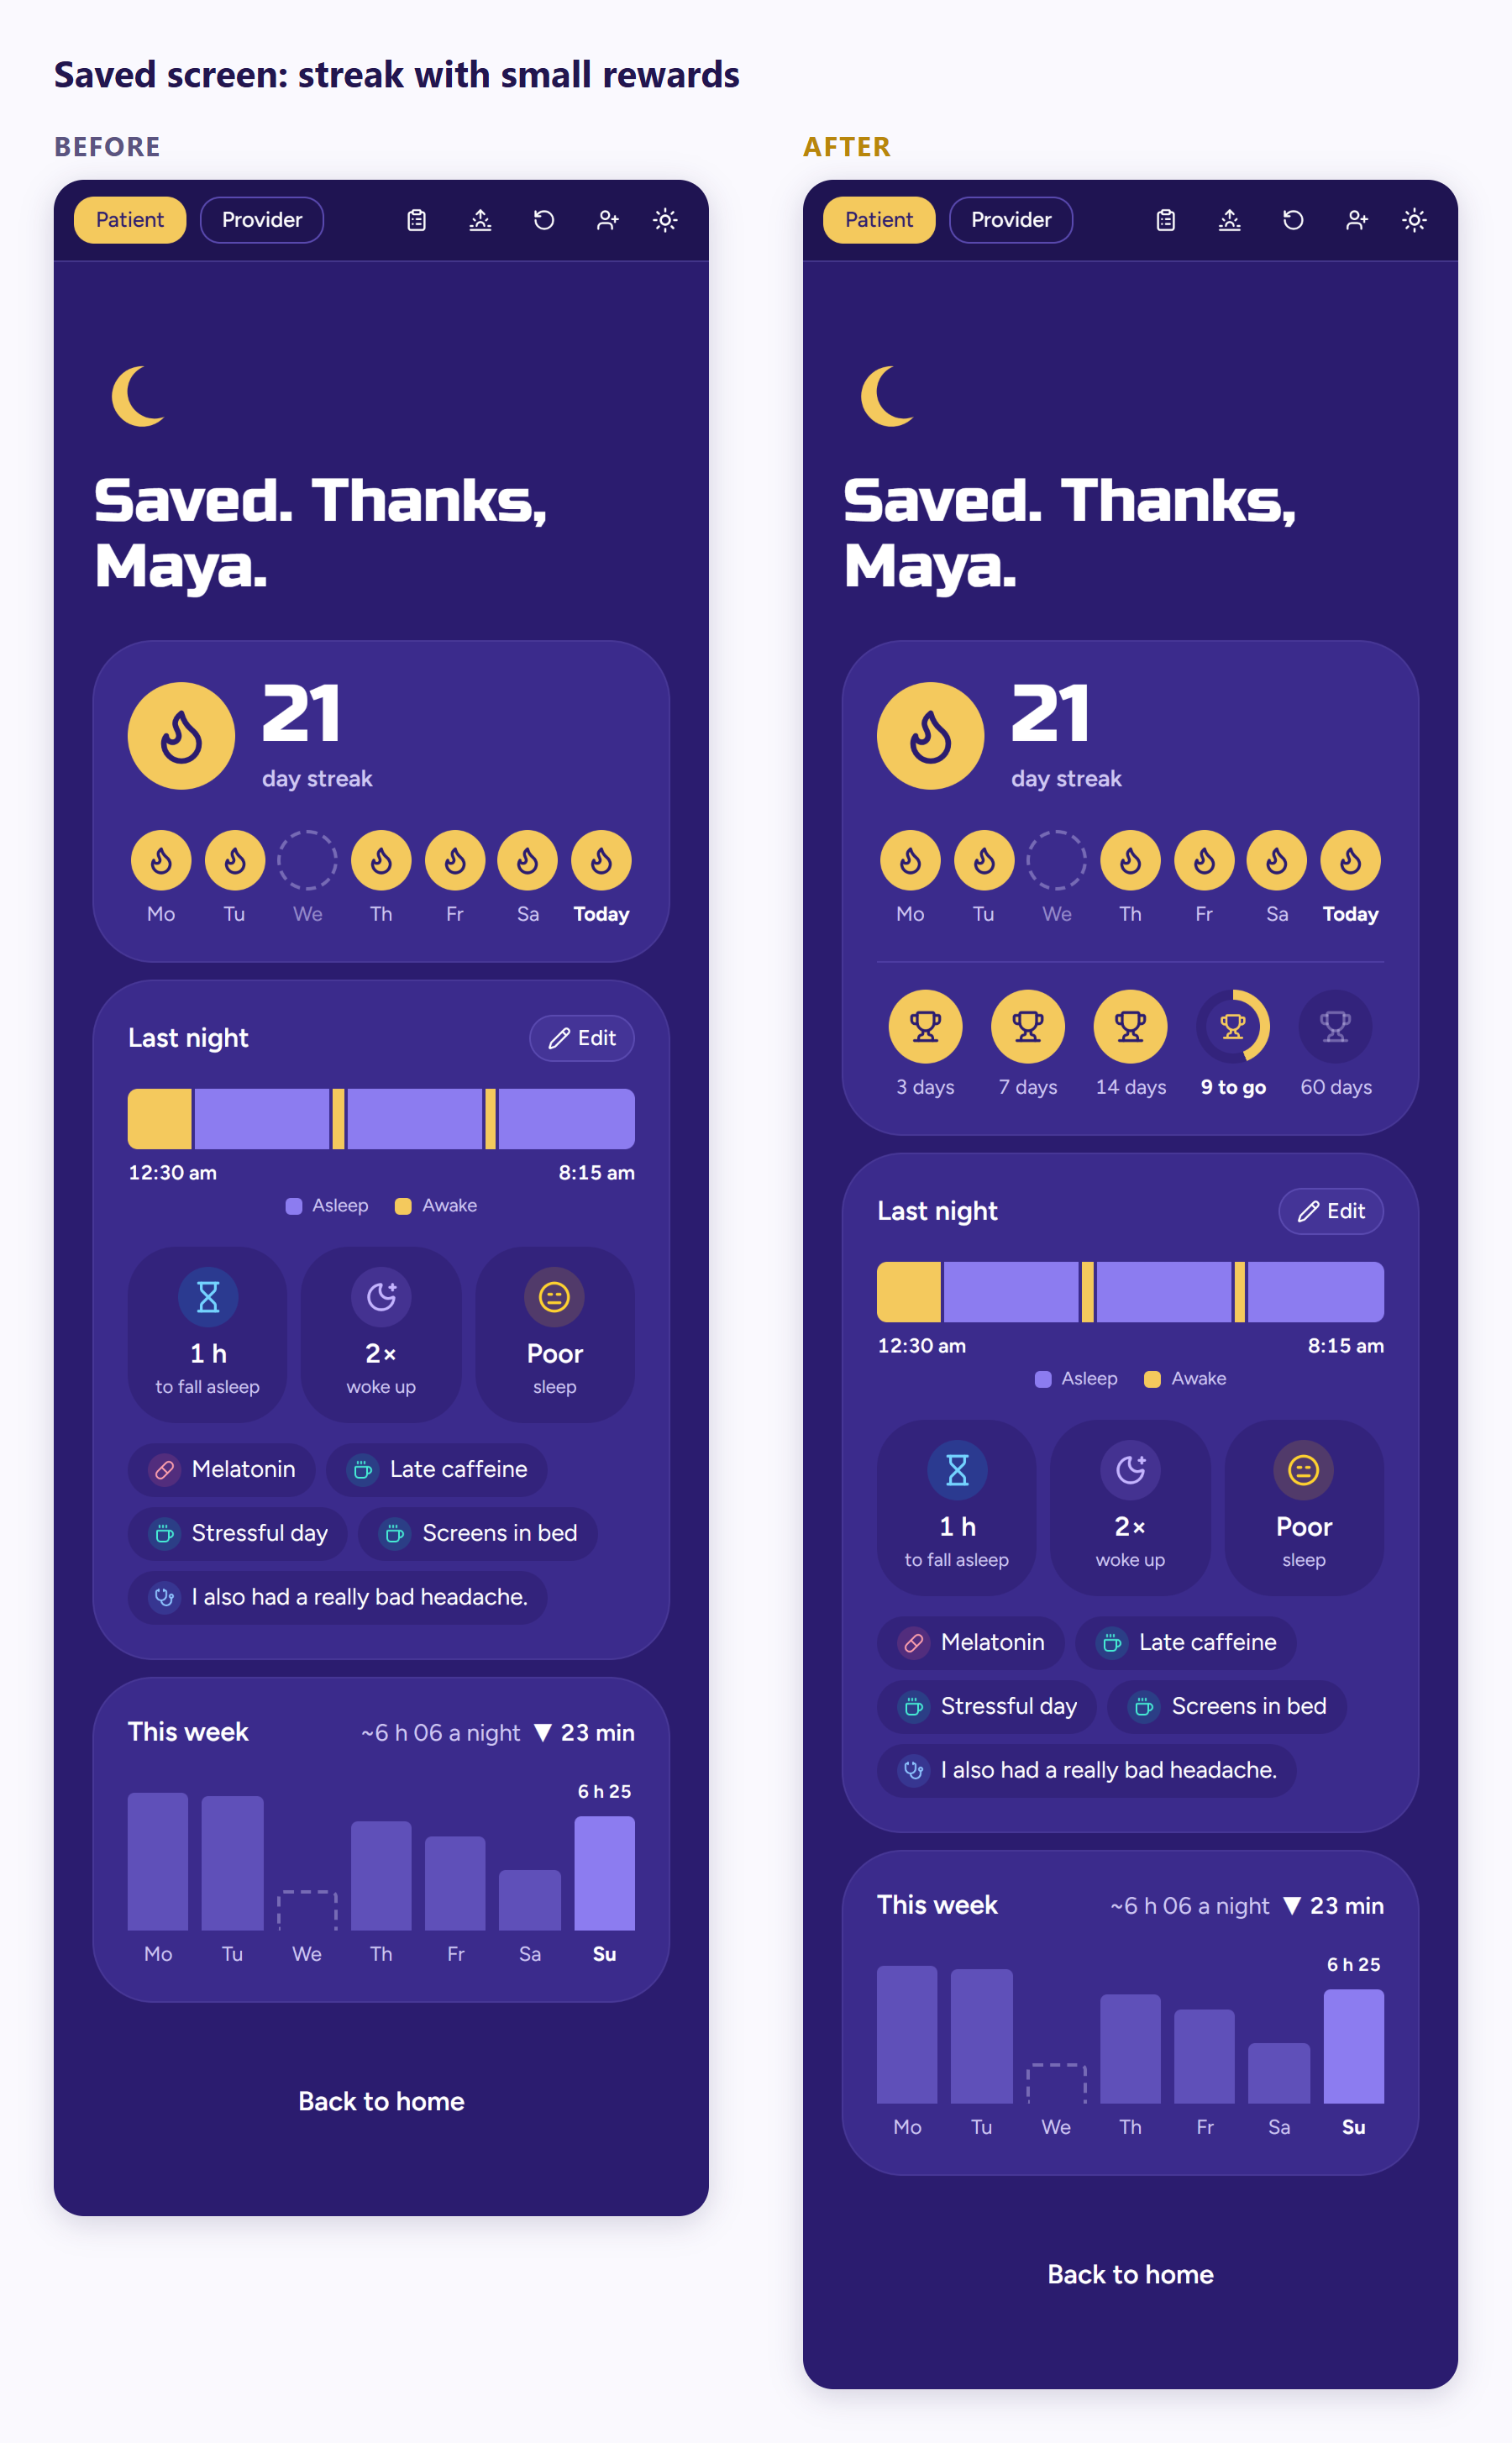 Saved screen: streak with small rewards
BEFORE
Patient
Provider
Saved. Thanks,
Maya.
21
day streak
Mo Tu We Th Fr Sa Today
Last night
Edit
12:30 am 8:15 am
Asleep Awake
1 h 2× Poor
to fall asleep woke up sleep
Melatonin Late caffeine
Stressful day Screens in bed
I also had a really bad headache.
This week ~6 h 06 a night ▼ 23 min
6 h 25
Mo Tu We Th Fr Sa Su
Back to home
AFTER
Patient
Provider
Saved. Thanks,
Maya.
21
day streak
Mo Tu We Th Fr Sa Today
3 days 7 days 14 days 9 to go 60 days
Last night
Edit
12:30 am 8:15 am
Asleep Awake
1 h 2× Poor
to fall asleep woke up sleep
Melatonin Late caffeine
Stressful day Screens in bed
I also had a really bad headache.
This week ~6 h 06 a night ▼ 23 min
6 h 25
Mo Tu We Th Fr Sa Su
Back to home